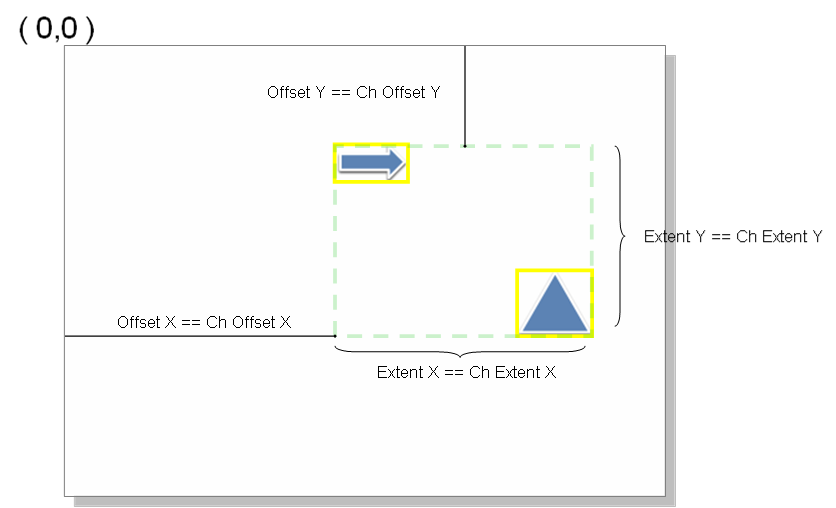 ( 0,0 )
Offset Y == Ch Offset Y
Extent Y == Ch Extent Y
Offset X == Ch Offset X
Extent X == Ch Extent X